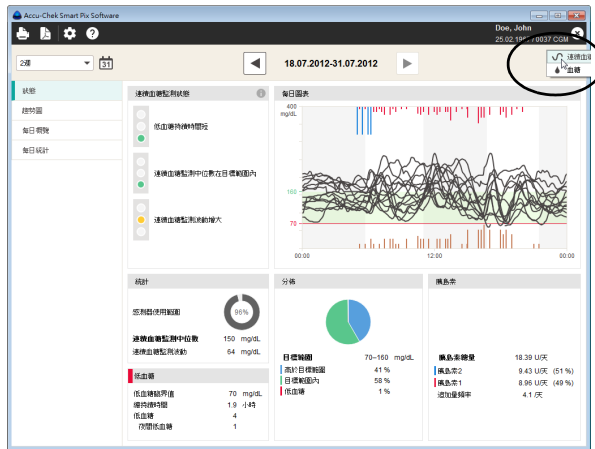 Accu-Chek Smart Pix Software
Doe, John
25.02.19 / 0037 CGM
2週
31
18.07.2012-31.07.2012
連續血糖
血糖
狀態
趨勢圖
每日概覽
每日統計
連續血糖監測狀態
低血糖持續時間短
連續血糖監測中位數在目標範圍內
連續血糖監測波動增大
每日圖表
400
mg/dL
160
70
00:00
12:00
00:00
統計
感測器使用範圍
96%
連續血糖監測中位數 150 mg/dL
連續血糖監測波動 64 mg/dL
低血糖
低血糖臨界值 70 mg/dL
總持續時間 1.9 小時
低血糖 4
夜間低血糖 1
分佈
目標範圍 70–160 mg/dL
高於目標範圍 41 %
目標範圍內 58 %
低血糖 1 %
胰島素
胰島素總量 18.39 U/天
胰島素2 9.43 U/天 (51 %)
胰島素1 8.96 U/天 (49 %)
追加量頻率 4.1 /天